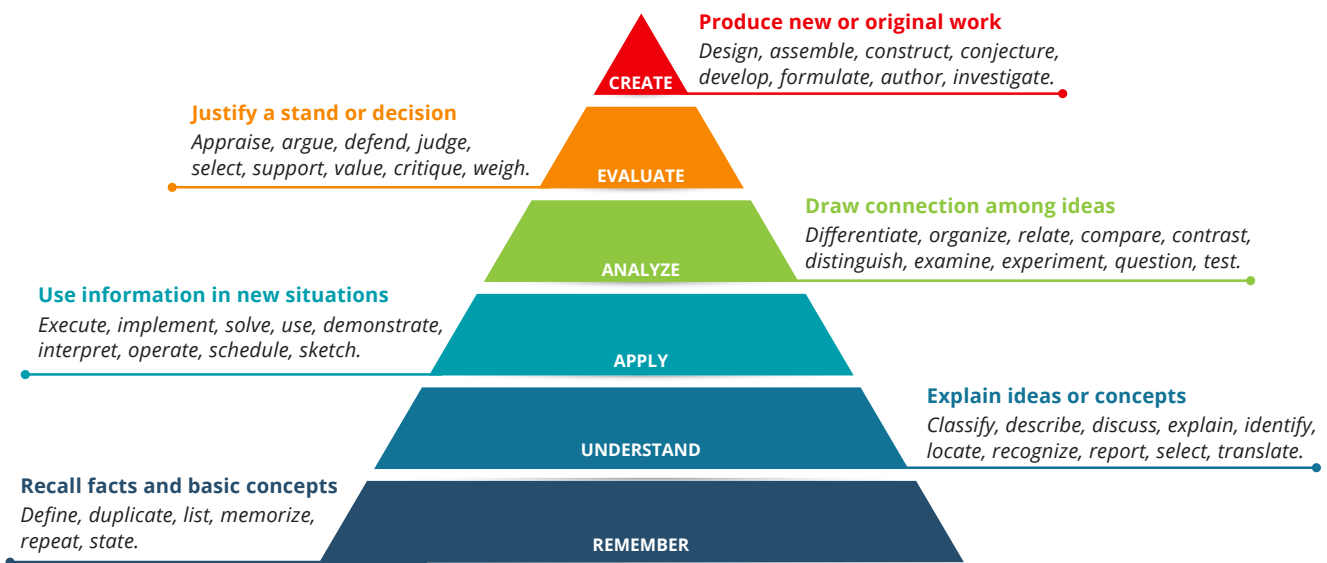 Produce new or original work
Design, assemble, construct, conjecture,
develop, formulate, author, investigate.
CREATE
Justify a stand or decision
Appraise, argue, defend, judge,
select, support, value, critique, weigh.
EVALUATE
Draw connection among ideas
Differentiate, organize, relate, compare, contrast,
distinguish, examine, experiment, question, test.
ANALYZE
Use information in new situations
Execute, implement, solve, use, demonstrate,
interpret, operate, schedule, sketch.
APPLY
Explain ideas or concepts
Classify, describe, discuss, explain, identify,
locate, recognize, report, select, translate.
UNDERSTAND
Recall facts and basic concepts
Define, duplicate, list, memorize,
repeat, state.
REMEMBER